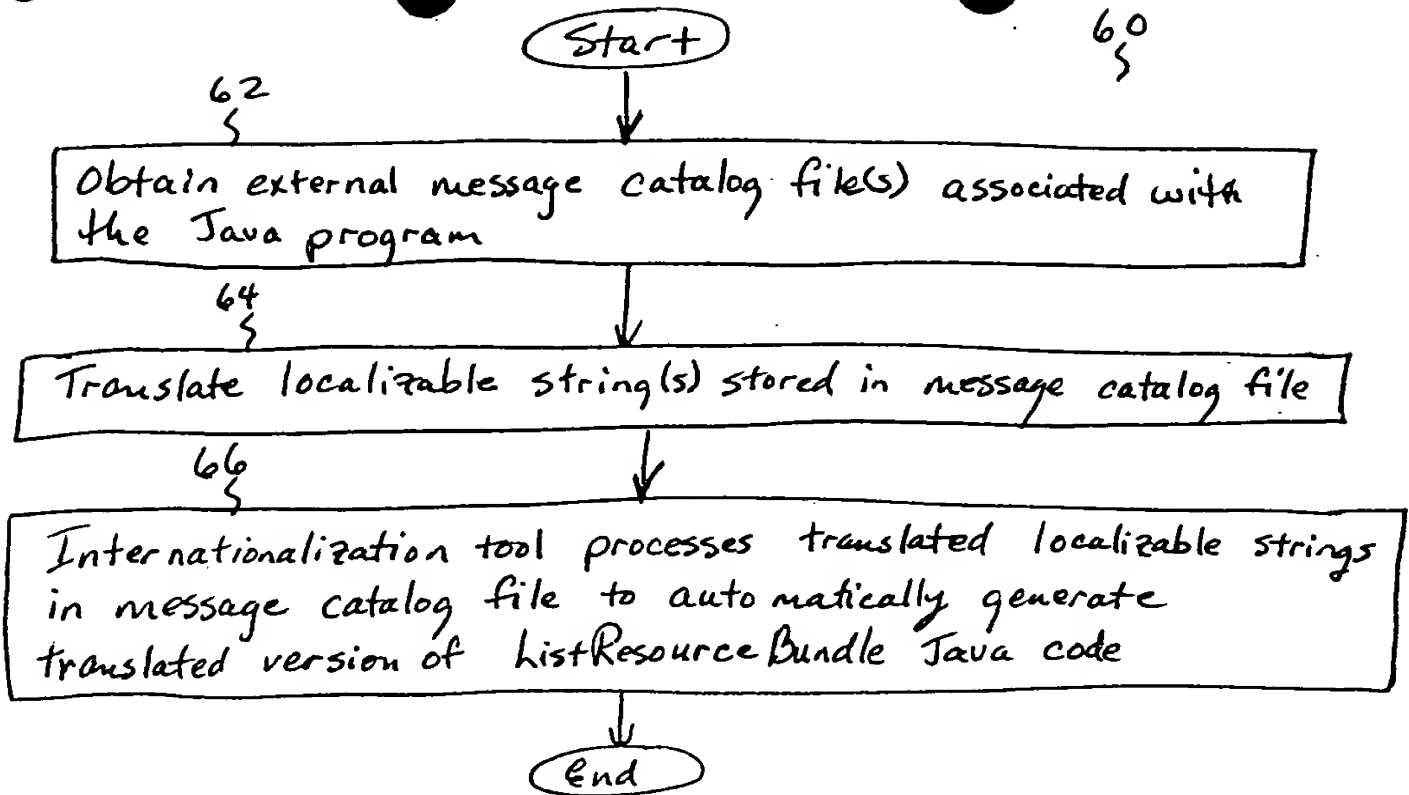 Start
60
62
Obtain external message catalog file(s) associated with
the Java program
64
Translate localizable string(s) stored in message catalog file
66
Internationalization tool processes translated localizable strings
in message catalog file to automatically generate
translated version of ListResourceBundle Java code
End